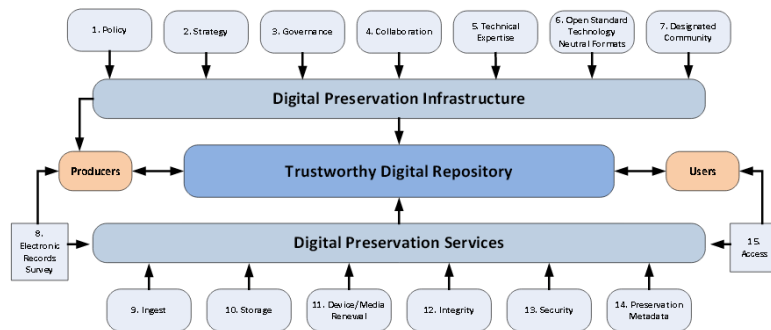 1. Policy
2. Strategy
3. Governance
4. Collaboration
5. Technical
Expertise
6. Open Standard
Technology
Neutral Formats
7. Designated
Community
Digital Preservation Infrastructure
Producers
Trustworthy Digital Repository
Users
8.
Electronic
Records
Survey
Digital Preservation Services
15.
Access
9. Ingest
10. Storage
11. Device/Media
Renewal
12. Integrity
13. Security
14. Preservation
Metadata